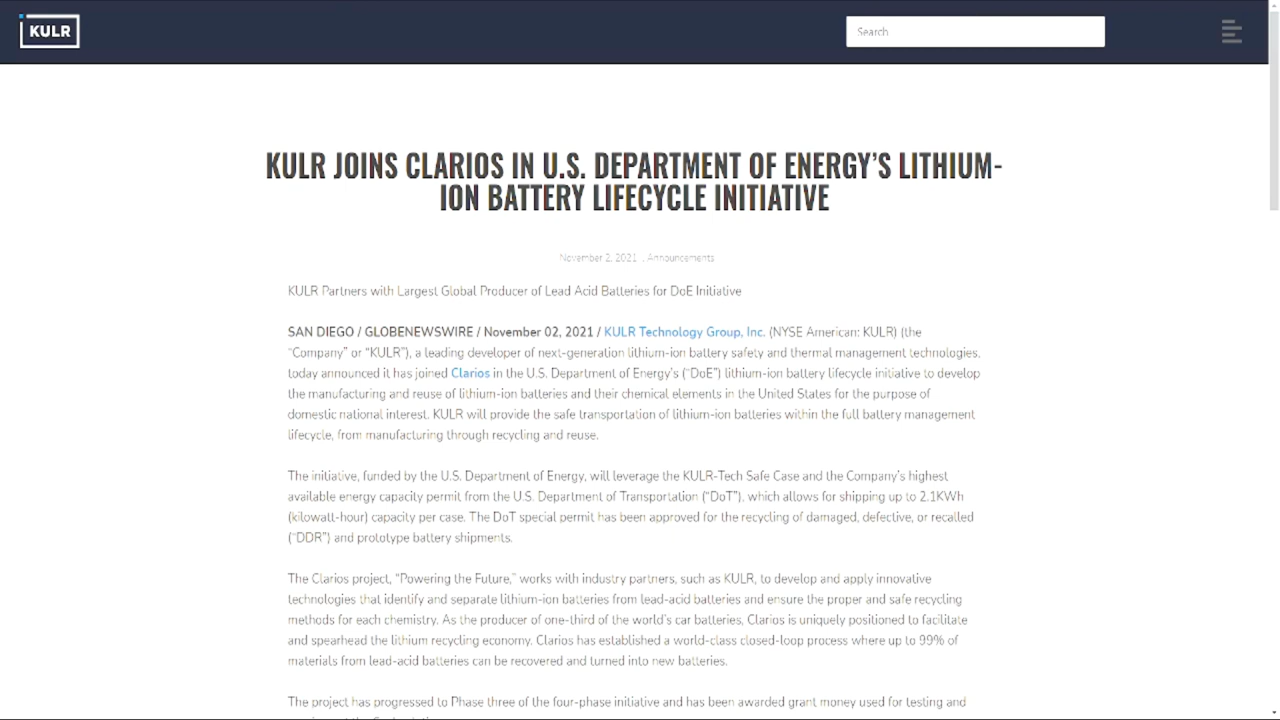 KULR
Search
KULR JOINS CLARIOS IN U.S. DEPARTMENT OF ENERGY’S LITHIUM-
ION BATTERY LIFECYCLE INITIATIVE
November 2, 2021 , Announcements
KULR Partners with Largest Global Producer of Lead Acid Batteries for DoE Initiative
SAN DIEGO / GLOBENEWSWIRE / November 02, 2021 / KULR Technology Group, Inc. (NYSE American: KULR) (the
“Company” or “KULR”), a leading developer of next-generation lithium-ion battery safety and thermal management technologies,
today announced it has joined Clarios in the U.S. Department of Energy’s (“DoE”) lithium-ion battery lifecycle initiative to develop
the manufacturing and reuse of lithium-ion batteries and their chemical elements in the United States for the purpose of
domestic national interest. KULR will provide the safe transportation of lithium-ion batteries within the full battery management
lifecycle, from manufacturing through recycling and reuse.
The initiative, funded by the U.S. Department of Energy, will leverage the KULR-Tech Safe Case and the Company’s highest
available energy capacity permit from the U.S. Department of Transportation (“DoT”), which allows for shipping up to 2.1KWh
(kilowatt-hour) capacity per case. The DoT special permit has been approved for the recycling of damaged, defective, or recalled
(“DDR”) and prototype battery shipments.
The Clarios project, “Powering the Future,” works with industry partners, such as KULR, to develop and apply innovative
technologies that identify and separate lithium-ion batteries from lead-acid batteries and ensure the proper and safe recycling
methods for each chemistry. As the producer of one-third of the world’s car batteries, Clarios is uniquely positioned to facilitate
and spearhead the lithium recycling economy. Clarios has established a world-class closed-loop process where up to 99% of
materials from lead-acid batteries can be recovered and turned into new batteries.
The project has progressed to Phase three of the four-phase initiative and has been awarded grant money used for testing and